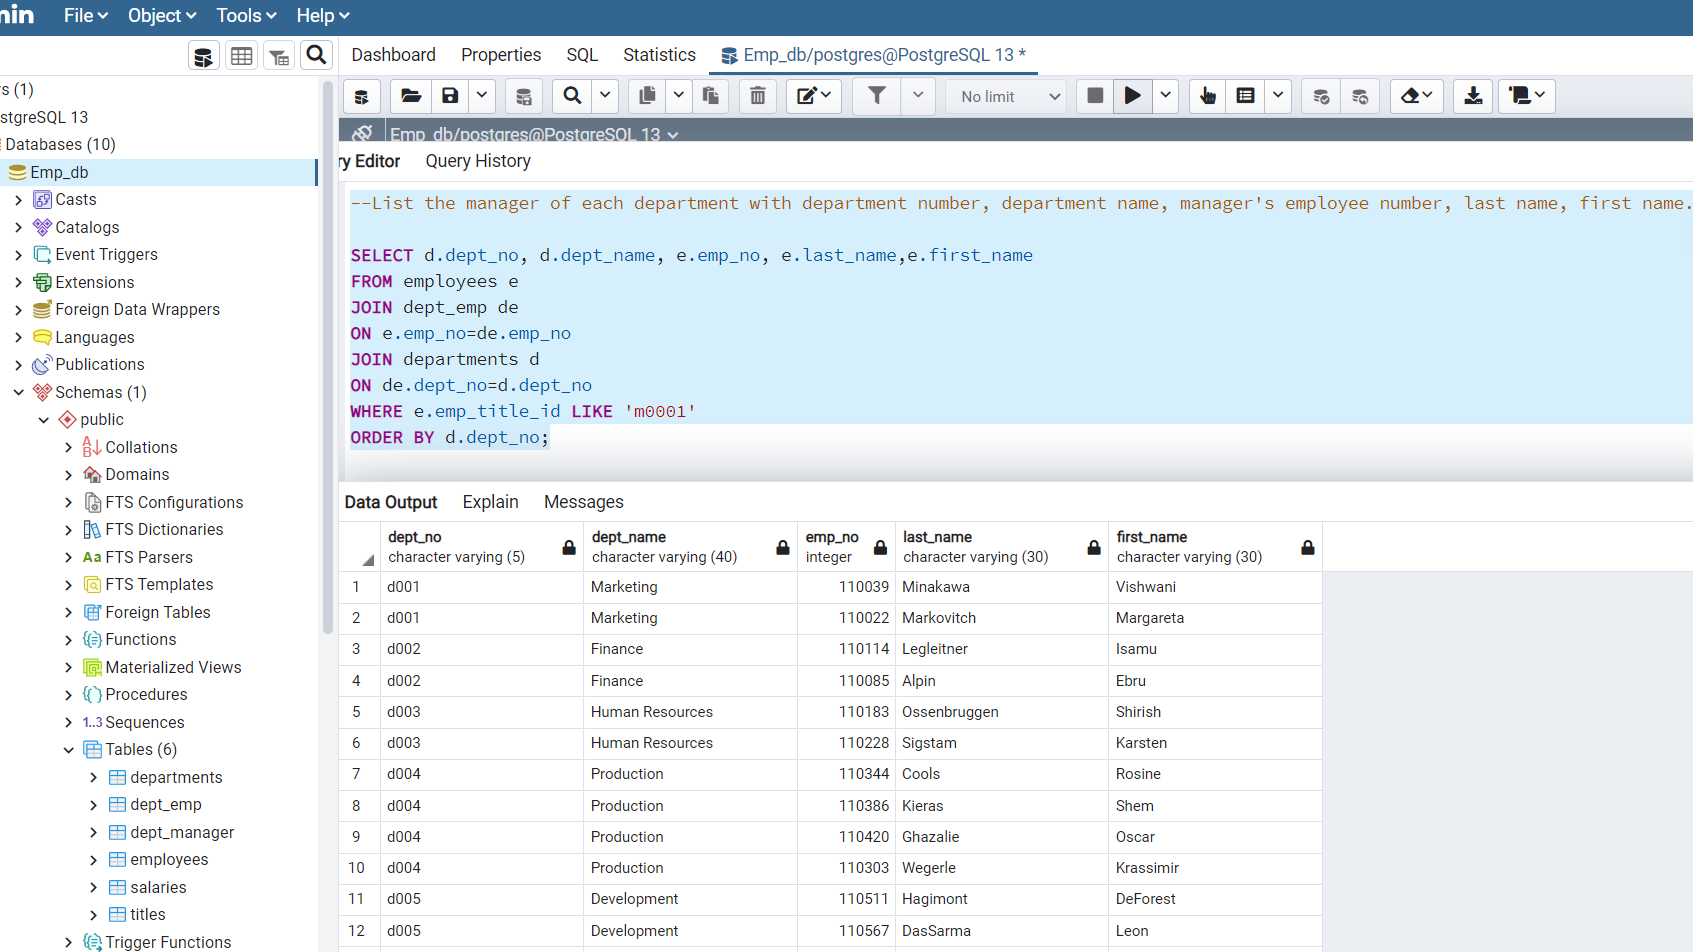 min File Object Tools Help
Dashboard Properties SQL Statistics Emp_db/postgres@PostgreSQL 13 *
No limit
Emp_db/postgres@PostgreSQL 13
ry Editor Query History
s (1)
stgreSQL 13
Databases (10)
Emp_db
Casts
Catalogs
Event Triggers
Extensions
Foreign Data Wrappers
Languages
Publications
Schemas (1)
public
Collations
Domains
FTS Configurations
FTS Dictionaries
Aa FTS Parsers
FTS Templates
Foreign Tables
Functions
Materialized Views
Procedures
1..3 Sequences
Tables (6)
departments
dept_emp
dept_manager
employees
salaries
titles
Trigger Functions
--List the manager of each department with department number, department name, manager's employee number, last name, first name.
SELECT d.dept_no, d.dept_name, e.emp_no, e.last_name,e.first_name
FROM employees e
JOIN dept_emp de
ON e.emp_no=de.emp_no
JOIN departments d
ON de.dept_no=d.dept_no
WHERE e.emp_title_id LIKE 'm0001'
ORDER BY d.dept_no;
Data Output Explain Messages
dept_no dept_name emp_no last_name first_name
character varying (5) character varying (40) integer character varying (30) character varying (30)
1 d001 Marketing 110039 Minakawa Vishwani
2 d001 Marketing 110022 Markovitch Margareta
3 d002 Finance 110114 Legleitner Isamu
4 d002 Finance 110085 Alpin Ebru
5 d003 Human Resources 110183 Ossenbruggen Shirish
6 d003 Human Resources 110228 Sigstam Karsten
7 d004 Production 110344 Cools Rosine
8 d004 Production 110386 Kieras Shem
9 d004 Production 110420 Ghazalie Oscar
10 d004 Production 110303 Wegerle Krassimir
11 d005 Development 110511 Hagimont DeForest
12 d005 Development 110567 DasSarma Leon